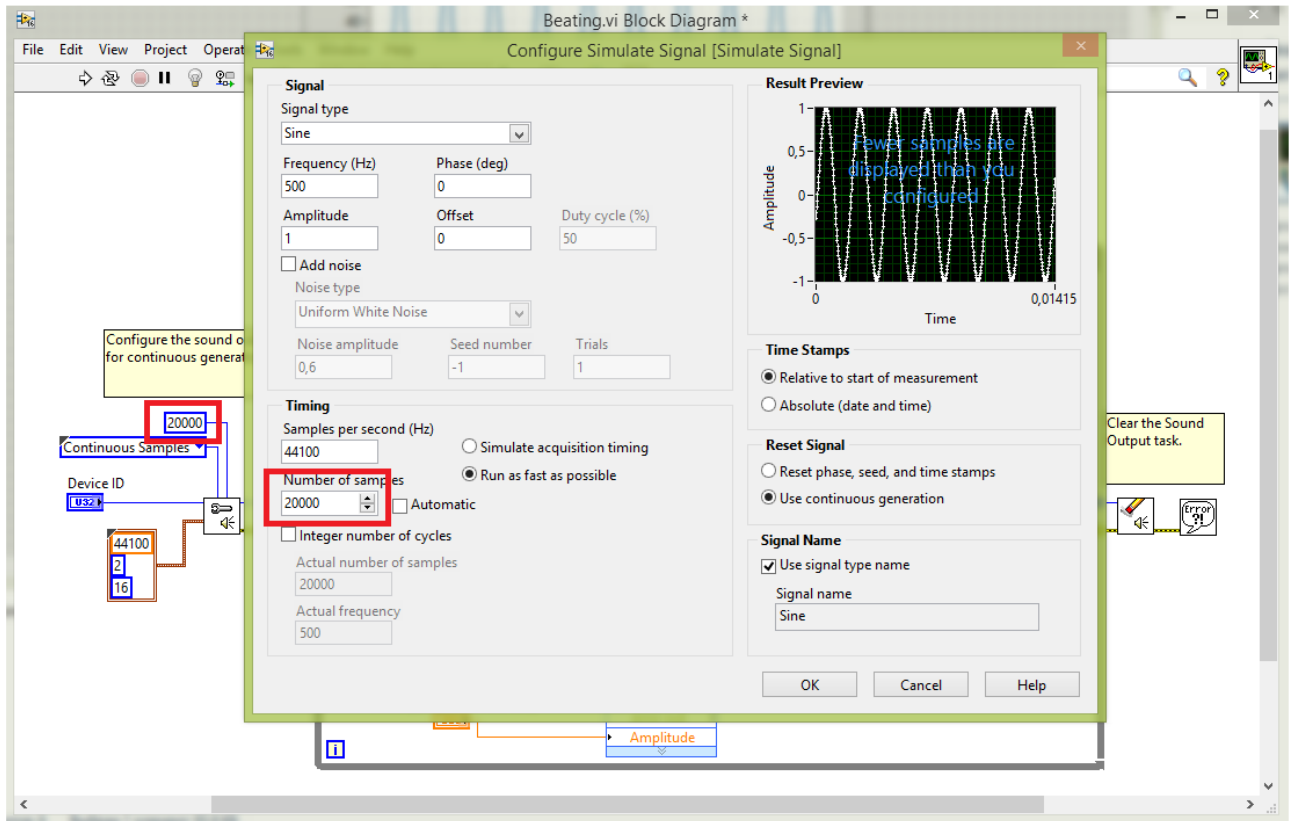 Beating.vi Block Diagram *
File Edit View Project Operat
Configure Simulate Signal [Simulate Signal]
1
Signal
Signal type
Sine
Frequency (Hz) Phase (deg)
500 0
Amplitude Offset Duty cycle (%)
1 0 50
Add noise
Noise type
Uniform White Noise
Noise amplitude Seed number Trials
0,6 -1 1
Timing
Samples per second (Hz)
44100
Simulate acquisition timing
Run as fast as possible
Number of samples
20000 Automatic
Integer number of cycles
Actual number of samples
20000
Actual frequency
500
Result Preview
Fewer samples are
displayed than you
configured
Amplitude
1
0,5
0
-0,5
-1
0 0,01415
Time
Time Stamps
Relative to start of measurement
Absolute (date and time)
Reset Signal
Reset phase, seed, and time stamps
Use continuous generation
Signal Name
Use signal type name
Signal name
Sine
OK Cancel Help
Configure the sound o
for continuous generat
20000
Continuous Samples
Device ID
U32
44100
2
16
Clear the Sound
Output task.
Error
?!
i
Amplitude